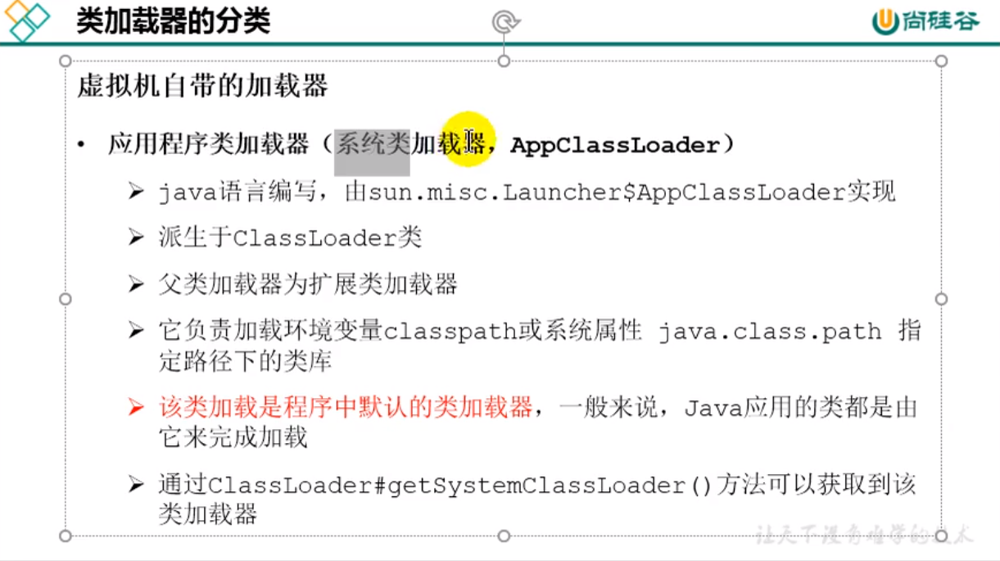 类加载器的分类
尚硅谷
虚拟机自带的加载器
• 应用程序类加载器（系统类加载器，AppClassLoader）
➢ java语言编写，由sun.misc.Launcher$AppClassLoader实现
➢ 派生于ClassLoader类
➢ 父类加载器为扩展类加载器
➢ 它负责加载环境变量classpath或系统属性 java.class.path 指
定路径下的类库
➢ 该类加载是程序中默认的类加载器，一般来说，Java应用的类都是由
它来完成加载
➢ 通过ClassLoader#getSystemClassLoader()方法可以获取到该
类加载器
让天下没有难学的技术